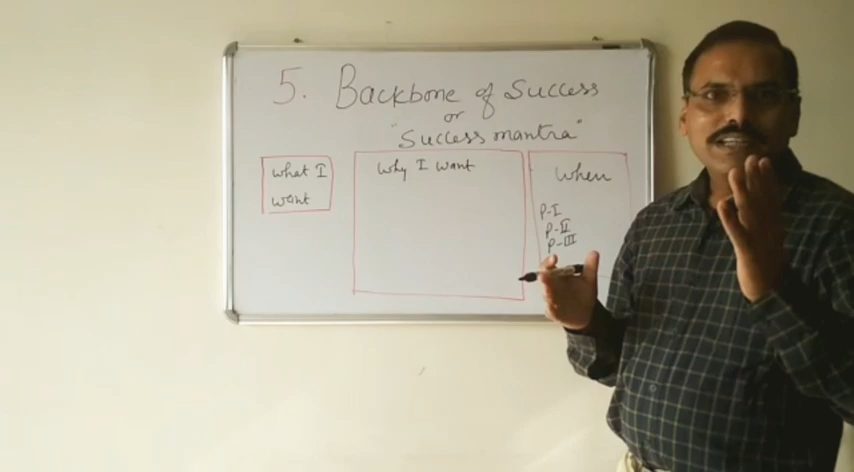 5. Backbone of Success
or
"Success mantra"
what I
want
Why I want
When
P-I
P-II
P-III